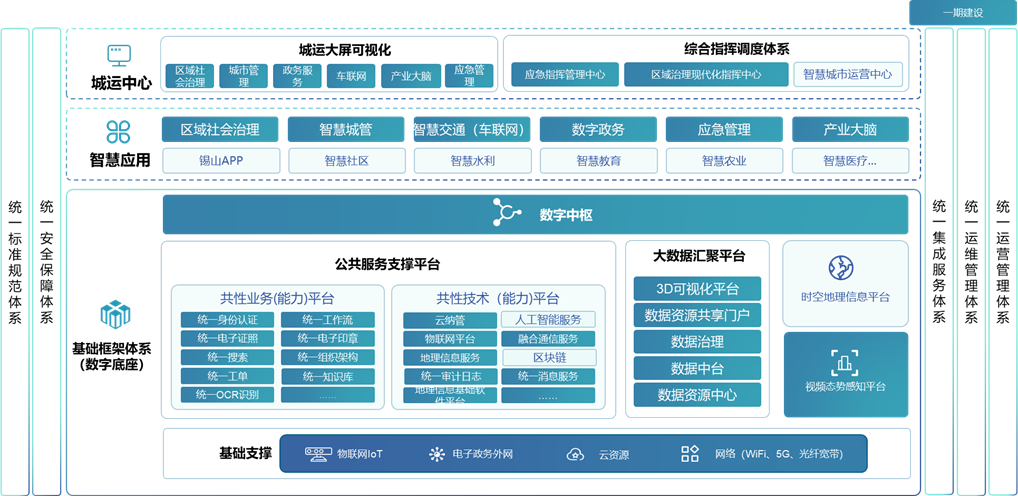 一期建设
统一标准规范体系
统一安全保障体系
城运中心
城运大屏可视化
区域社
会治理
城市管
理
政务服
务
车联网
产业大脑
应急管
理
综合指挥调度体系
应急指挥管理中心
区域治理现代化指挥中心
智慧城市运营中心
智慧应用
区域社会治理
智慧城管
智慧交通（车联网）
数字政务
应急管理
产业大脑
锡山APP
智慧社区
智慧水利
智慧教育
智慧农业
智慧医疗...
基础框架体系
(数字底座)
数字中枢
公共服务支撑平台
共性业务(能力)平台
统一身份认证
统一工作流
统一电子证照
统一电子印章
统一搜索
统一组织架构
统一工单
统一知识库
统一OCR识别
……
共性技术（能力)平台
云纳管
人工智能服务
物联网平台
融合通信服务
地理信息服务
区块链
统一审计日志
统一消息服务
地理信息基础软
件平台
……
大数据汇聚平台
3D可视化平台
数据资源共享门户
数据治理
数据中台
数据资源中心
时空地理信息平台
视频态势感知平台
基础支撑
物联网IoT
电子政务外网
云资源
网络（WiFi、5G、光纤宽带)
统一集成服务体系
统一运维管理体系
统一运营管理体系